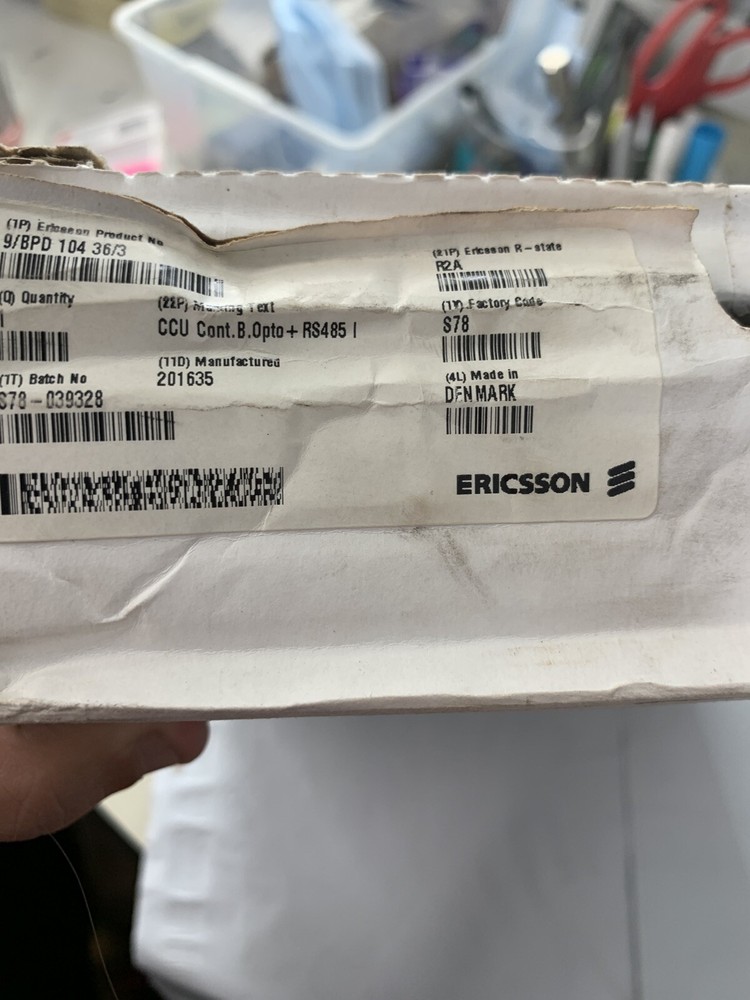 (1P) Ericsson Product No
9/BPD 104 36/3
(21P) Ericsson R-state
R2A
(Q) Quantity
1
(22P) Marking Text
CCU Cont.B.Opto+ RS485 I
(1Y) Factory Code
S78
(1T) Batch No
S78-039328
(11D) Manufactured
201635
(4L) Made in
DENMARK
ERICSSON